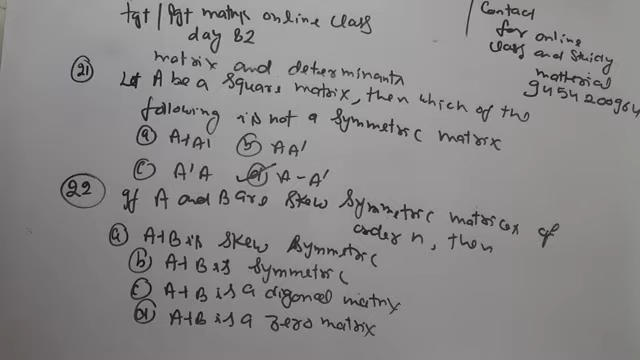 tgt / Pgt maths online class
day 82
Contact
for online
class and study
matherial
9454200964
matrix and determinants
(21) Let A be a square matrix, then which of the
following is not a symmetric matrix
(a) A+A' (b) AA'
(c) A'A (d) A-A'
(22) If A and B are skew symmetric matrices of
order n, then
(a) A+B is skew symmetric
(b) A+B is symmetric
(c) A+B is a digonal matrix
(d) A+B is a zero matrix